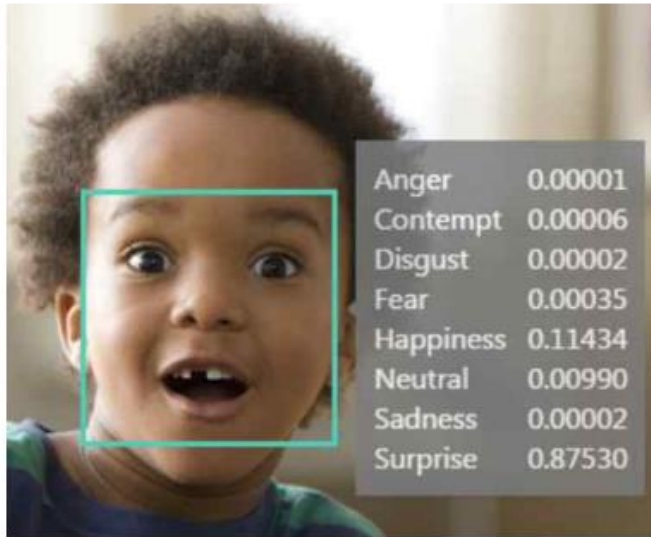 Anger 0.00001
Contempt 0.00006
Disgust 0.00002
Fear 0.00035
Happiness 0.11434
Neutral 0.00990
Sadness 0.00002
Surprise 0.87530